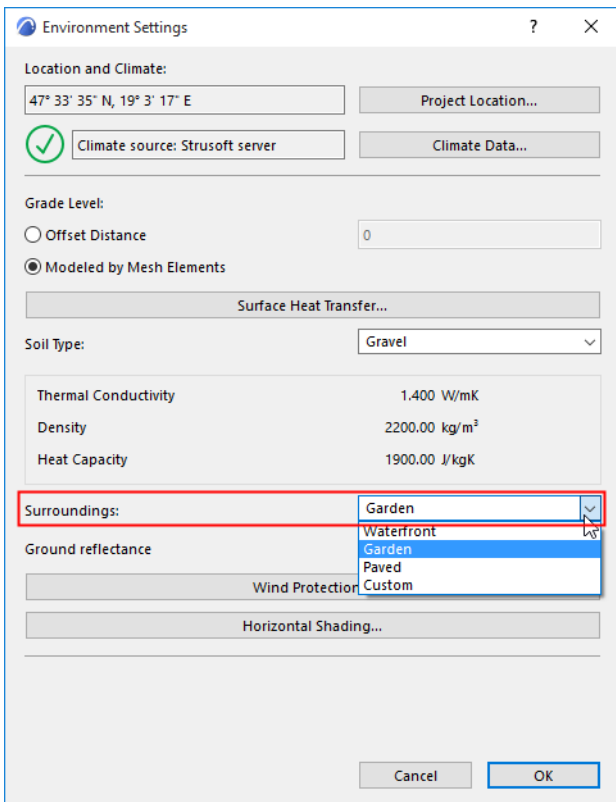 Environment Settings
?
Location and Climate:
47° 33' 35" N, 19° 3' 17" E
Project Location...
Climate source: Strusoft server
Climate Data...
Grade Level:
Offset Distance
0
Modeled by Mesh Elements
Surface Heat Transfer...
Soil Type:
Gravel
Thermal Conductivity 1.400 W/mK
Density 2200.00 kg/m³
Heat Capacity 1900.00 J/kgK
Surroundings:
Garden
Waterfront
Garden
Paved
Custom
Ground reflectance
Wind Protection
Horizontal Shading...
Cancel
OK